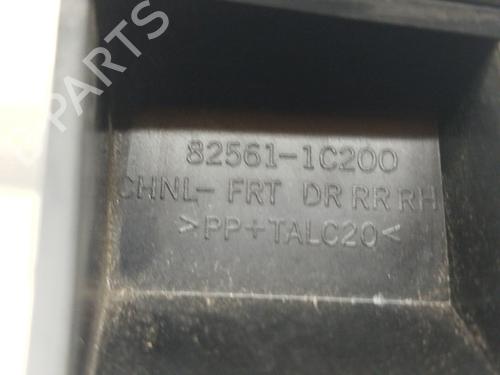 82561-1C200
CHNL- FRT DR RR RH
>PP+TALC20<
B-PARTS